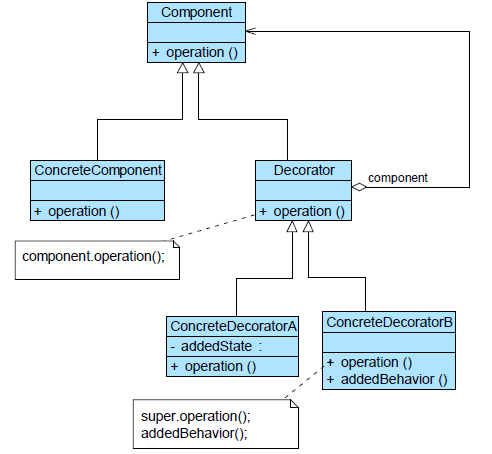 Component
+ operation ()
ConcreteComponent
+ operation ()
Decorator
+ operation ()
component
component.operation();
ConcreteDecoratorA
- addedState :
+ operation ()
ConcreteDecoratorB
+ operation ()
+ addedBehavior ()
super.operation();
addedBehavior();